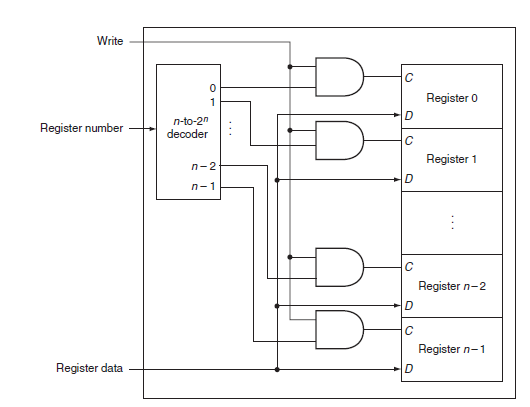 Write
0
1
n-to-2ⁿ
decoder
⋮
n−2
n−1
Register number
Register data
C
Register 0
D
C
Register 1
D
⋮
C
Register n−2
D
C
Register n−1
D